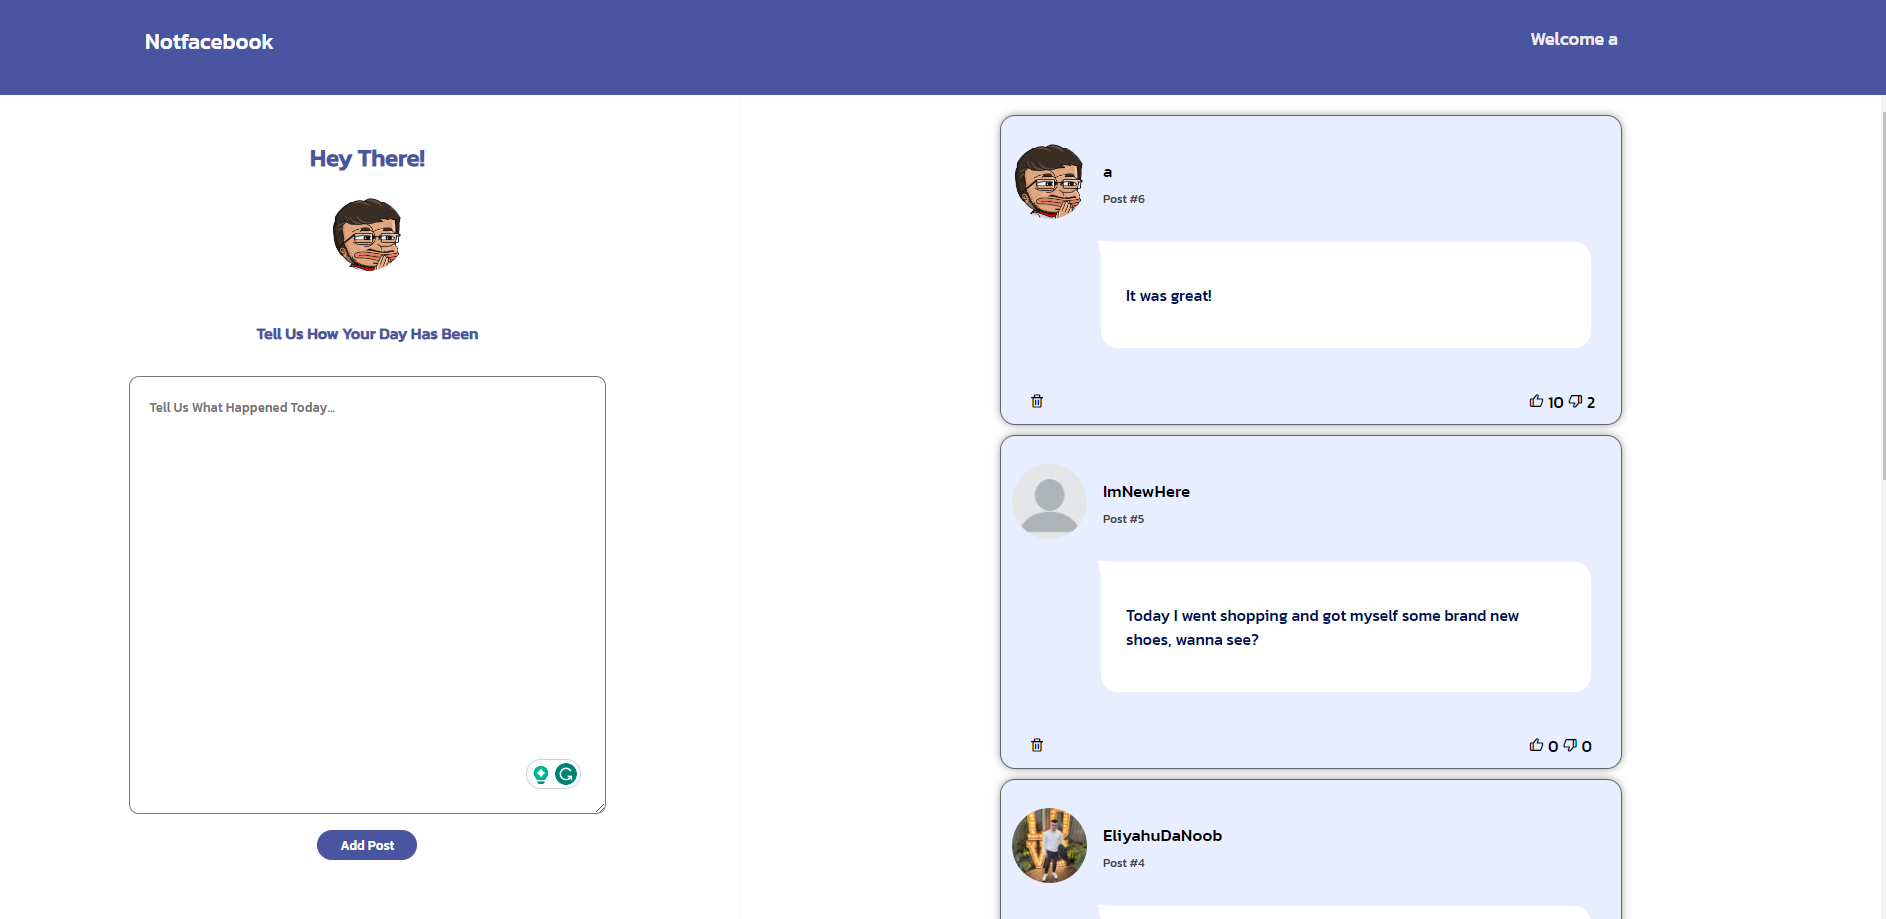 Notfacebook
Welcome a
Hey There!
Tell Us How Your Day Has Been
Tell Us What Happened Today...
Add Post
a
Post #6
It was great!
10 2
ImNewHere
Post #5
Today I went shopping and got myself some brand new
shoes, wanna see?
0 0
EliyahuDaNoob
Post #4